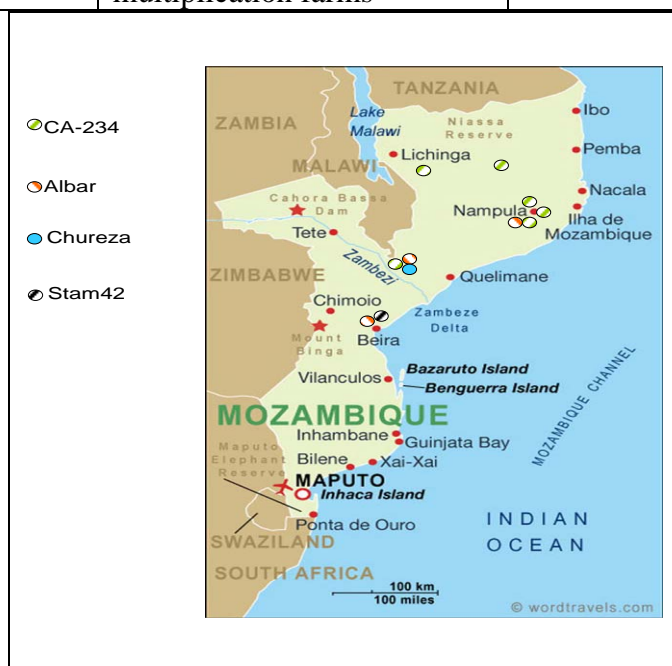 multiplication farms
CA-234
Albar
Chureza
Stam42
TANZANIA
ZAMBIA
Lake
Malawi
Niassa
Reserve
Ibo
MALAWI
Lichinga
Pemba
Cahora Bassa
Dam
Nacala
Nampula
Ilha de
Mozambique
Tete
Zambezi
ZIMBABWE
Quelimane
Chimoio
Zambeze
Delta
Mount
Binga
Beira
Vilanculos
Bazaruto Island
Benguerra Island
MOZAMBIQUE CHANNEL
MOZAMBIQUE
Inhambane
Guinjata Bay
Maputo
Elephant
Reserve
Bilene
Xai-Xai
MAPUTO
Inhaca Island
Ponta de Ouro
INDIAN
OCEAN
SWAZILAND
SOUTH AFRICA
100 km
100 miles
© wordtravels.com